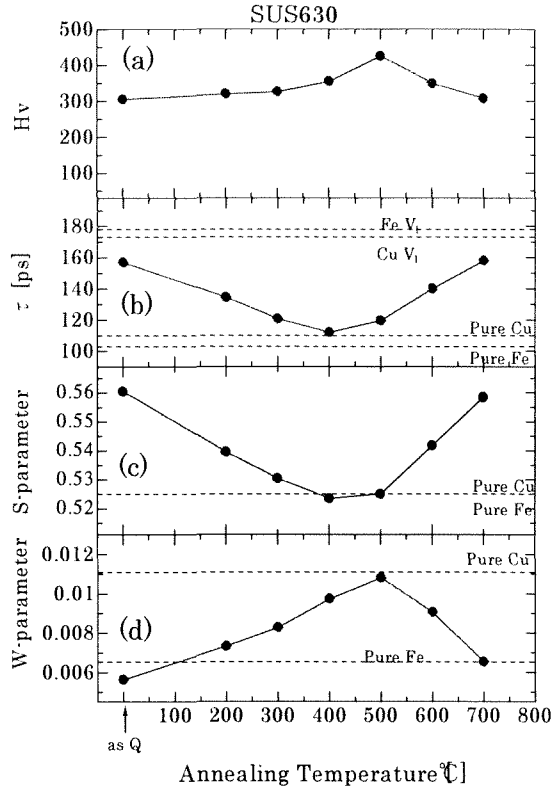 SUS630
500
(a)
400
300
200
100
Hv
180
Fe V₁
Cu V₁
160
140
(b)
120
Pure Cu
100
Pure Fe
τ [ps]
0.56
0.54
(c)
0.53
Pure Cu
0.52
Pure Fe
S-parameter
0.012
Pure Cu
0.01
0.008
(d)
Pure Fe
0.006
W-parameter
100 200 300 400 500 600 700 800
as Q
Annealing Temperature [℃]